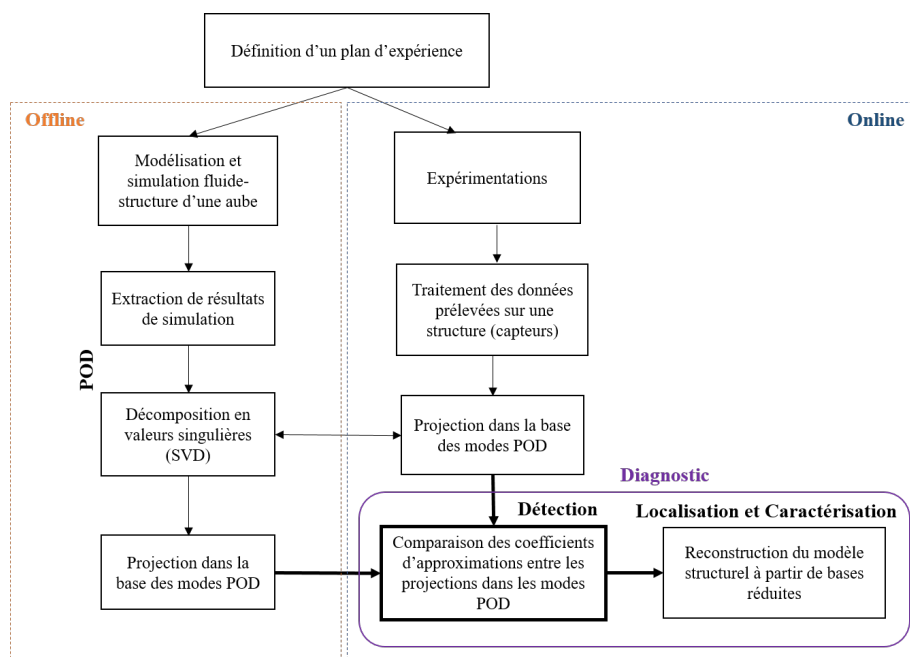 Définition d'un plan d'expérience
Offline
Online
Modélisation et
simulation fluide-
structure d'une aube
Expérimentations
Extraction de résultats
de simulation
Traitement des données
prélevées sur une
structure (capteurs)
POD
Décomposition en
valeurs singulières
(SVD)
Projection dans la base
des modes POD
Diagnostic
Détection
Localisation et Caractérisation
Projection dans la
base des modes POD
Comparaison des coefficients
d'approximations entre les
projections dans les modes
POD
Reconstruction du modèle
structurel à partir de bases
réduites